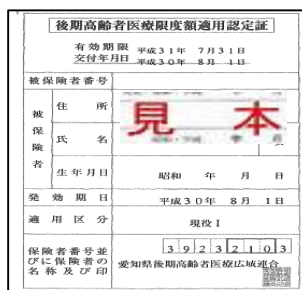 後期高齢者医療限度額適用認定証
有効期限 平成31年 7月31日
交付年月日 平成30年 8月 1日
被保険者番号
被保険者
住所
見本
氏名
生年月日 昭和 年 月 日
発効期日 平成30年 8月 1日
適用区分 現役Ⅰ
保険者番号並びに保険者の名称及び印
39232103
愛知県後期高齢者医療広域連合